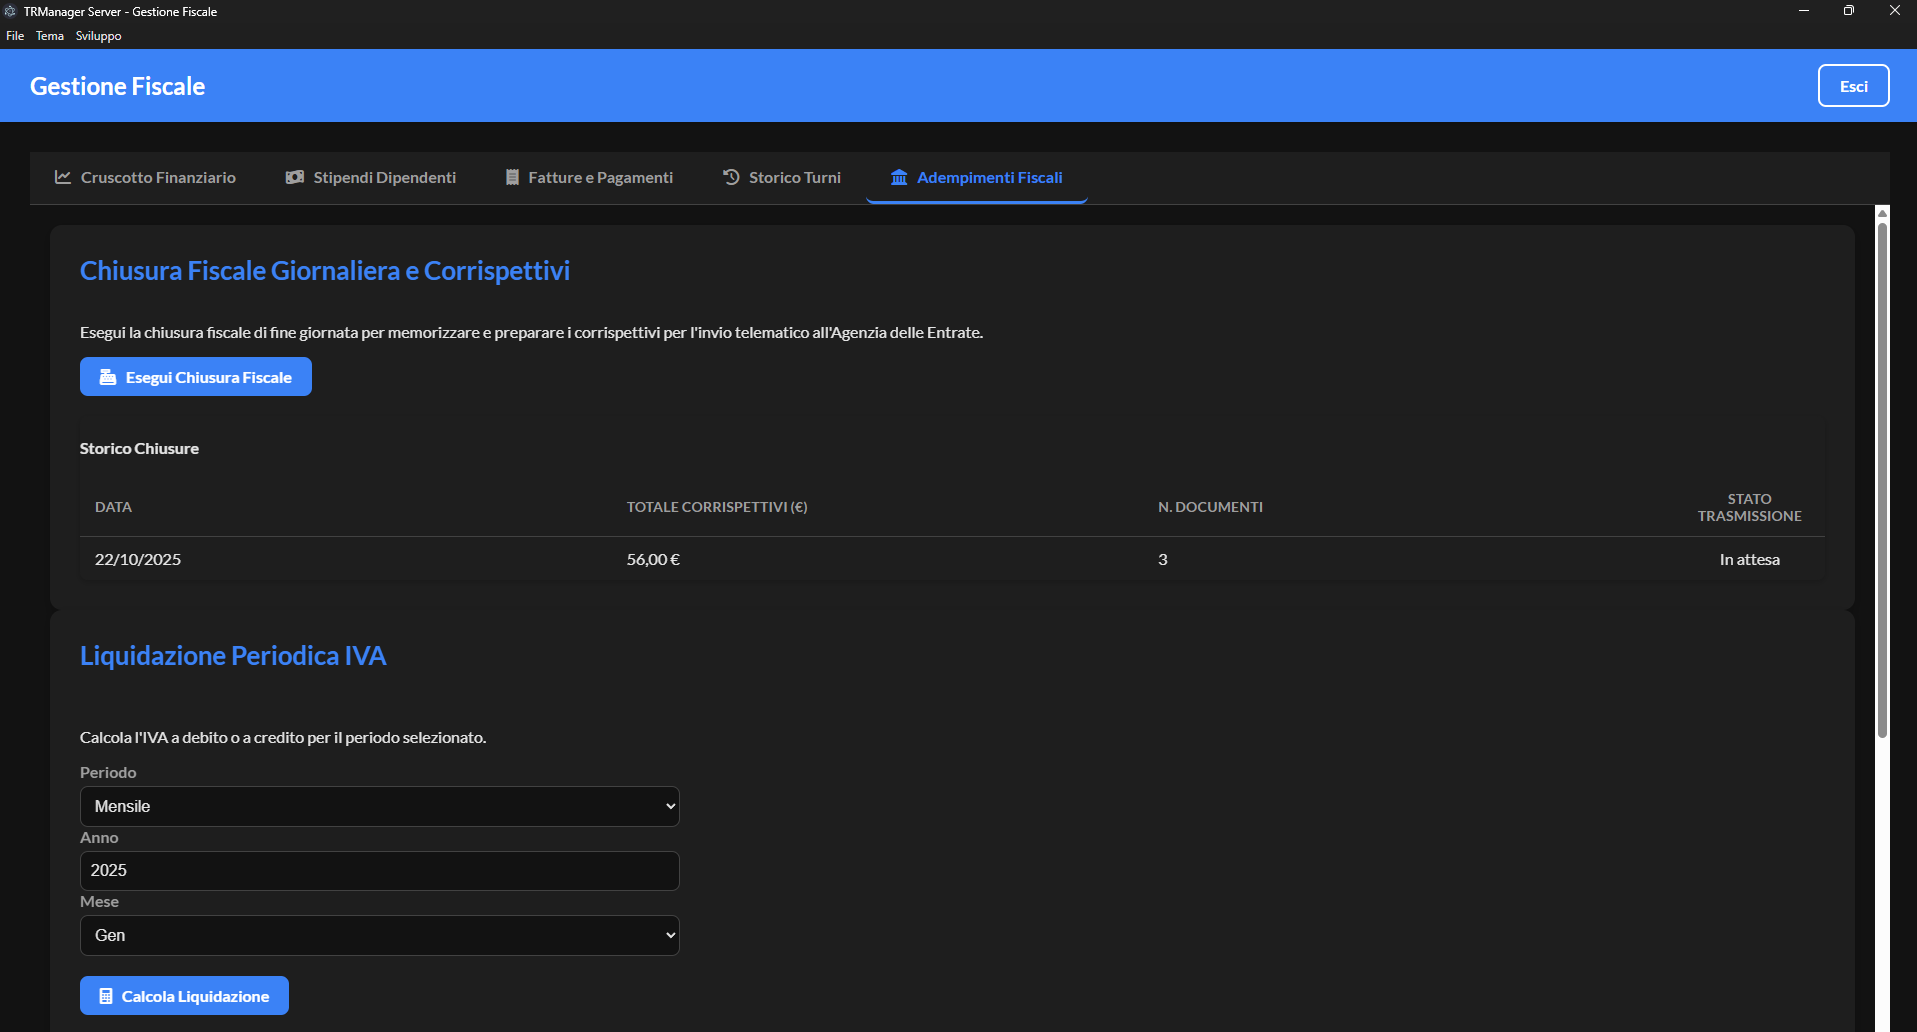 TRManager Server - Gestione Fiscale
File Tema Sviluppo
Gestione Fiscale
Esci
Cruscotto Finanziario Stipendi Dipendenti Fatture e Pagamenti Storico Turni Adempimenti Fiscali
Chiusura Fiscale Giornaliera e Corrispettivi
Esegui la chiusura fiscale di fine giornata per memorizzare e preparare i corrispettivi per l'invio telematico all'Agenzia delle Entrate.
Esegui Chiusura Fiscale
Storico Chiusure
DATA TOTALE CORRISPETTIVI (€) N. DOCUMENTI STATO
TRASMISSIONE
22/10/2025 56,00 € 3 In attesa
Liquidazione Periodica IVA
Calcola l'IVA a debito o a credito per il periodo selezionato.
Periodo
Mensile
Anno
2025
Mese
Gen
Calcola Liquidazione